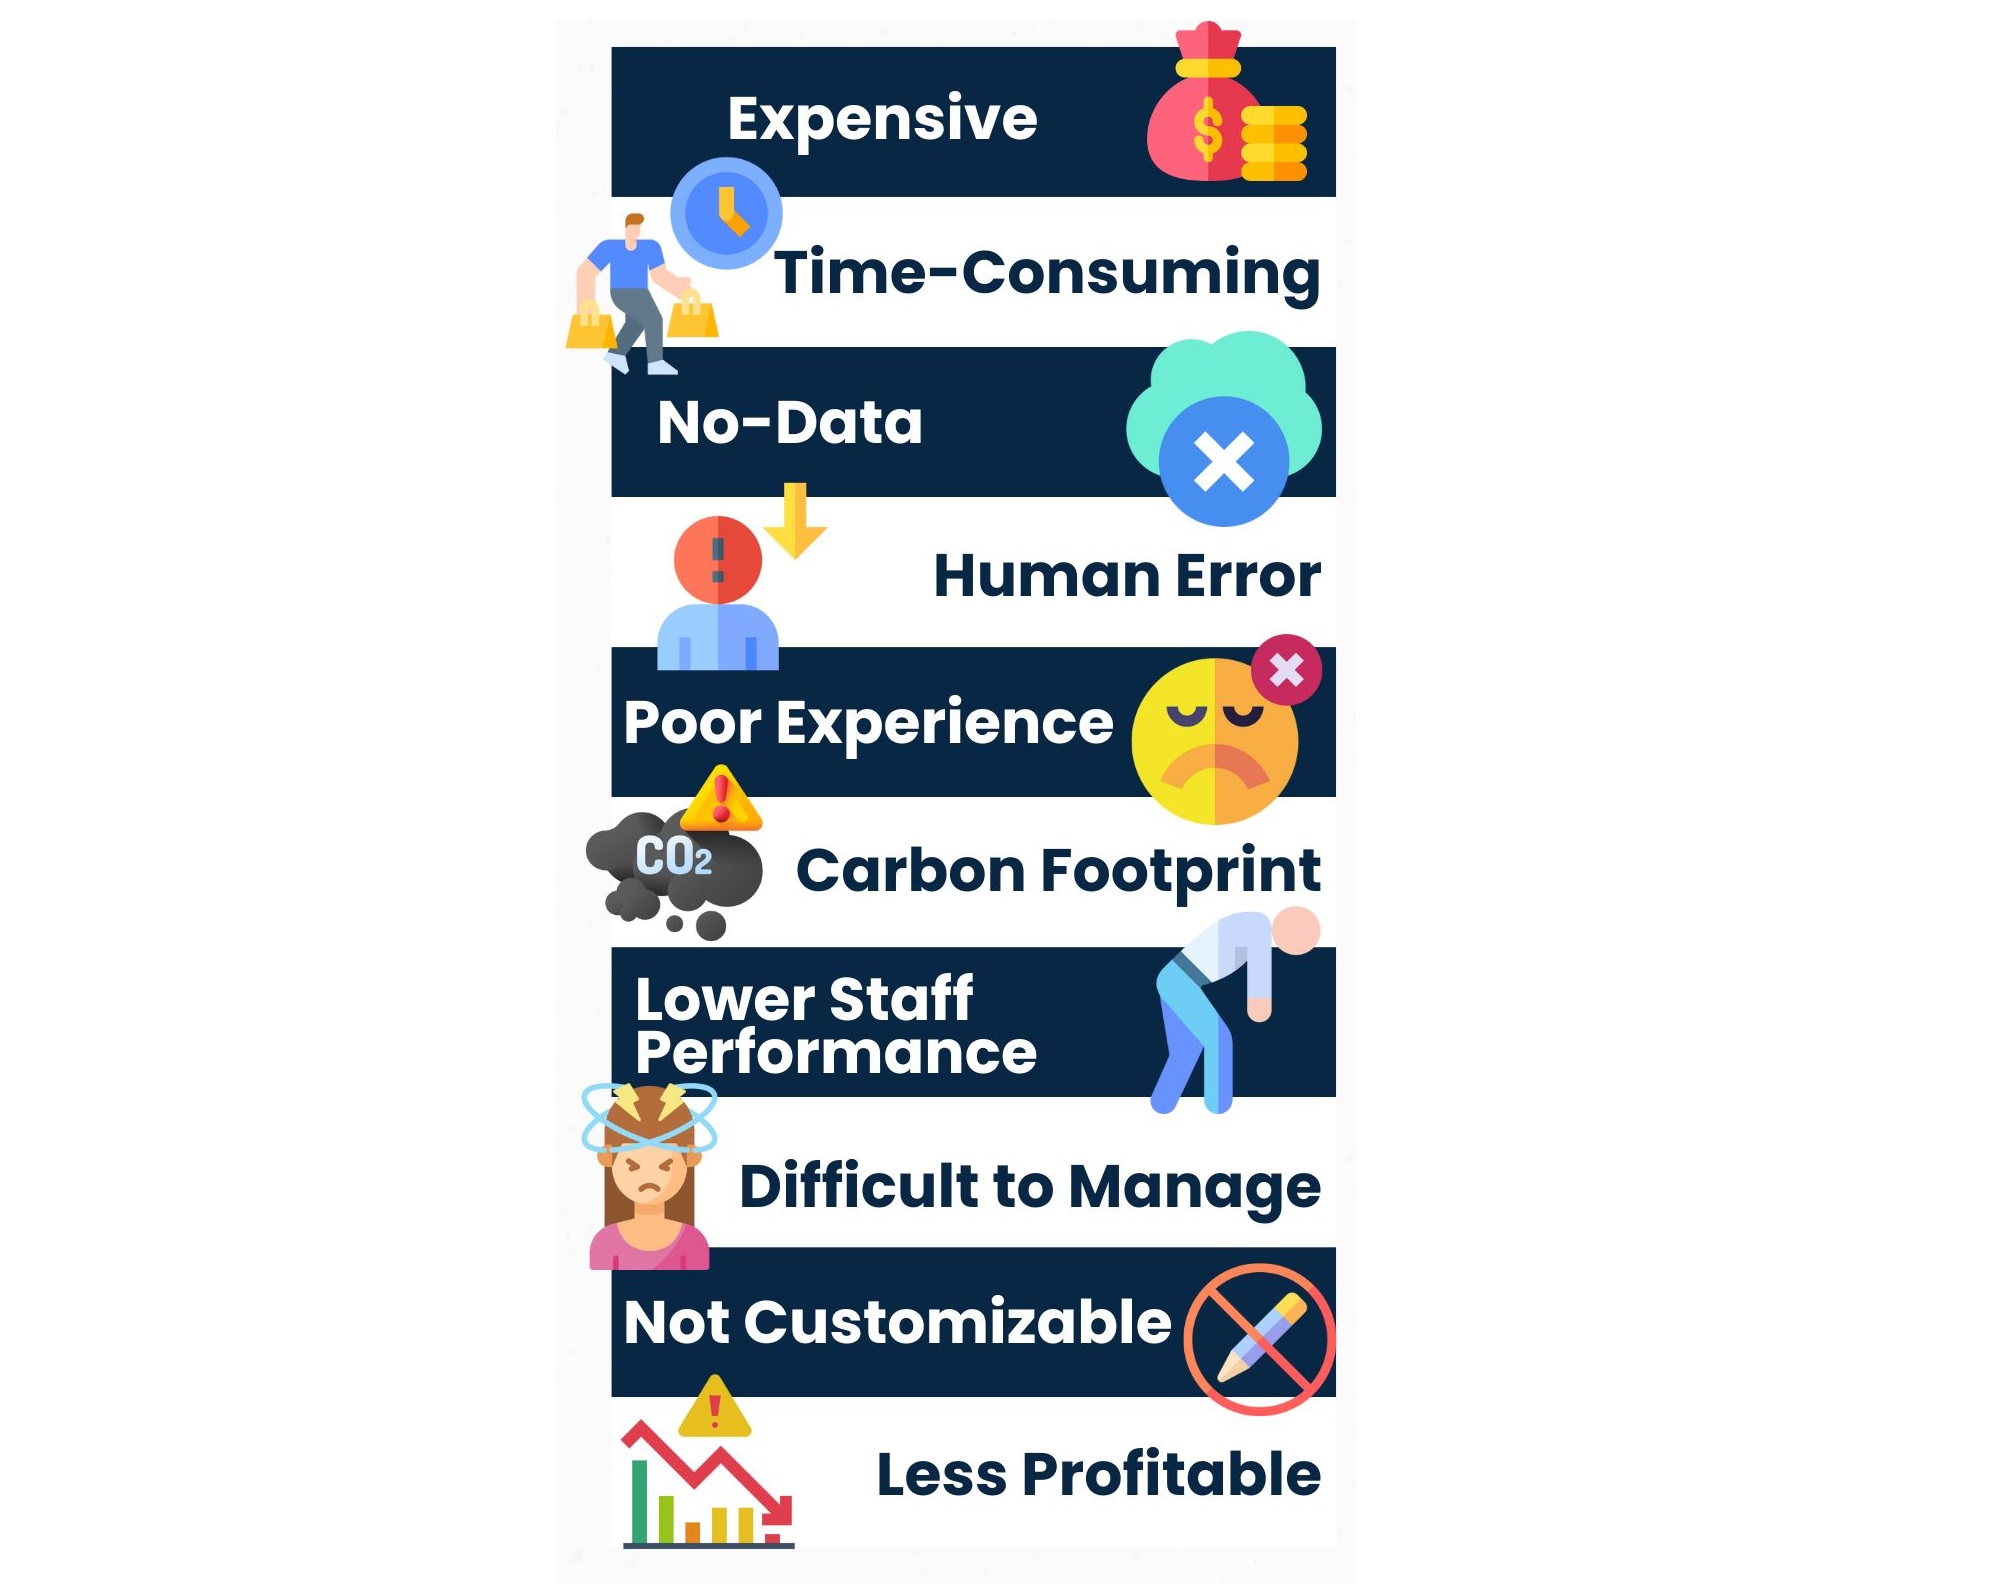 Expensive
$
Time-Consuming
No-Data
!
Human Error
Poor Experience
!
CO2
Carbon Footprint
Lower Staff
Performance
Difficult to Manage
Not Customizable
!
Less Profitable